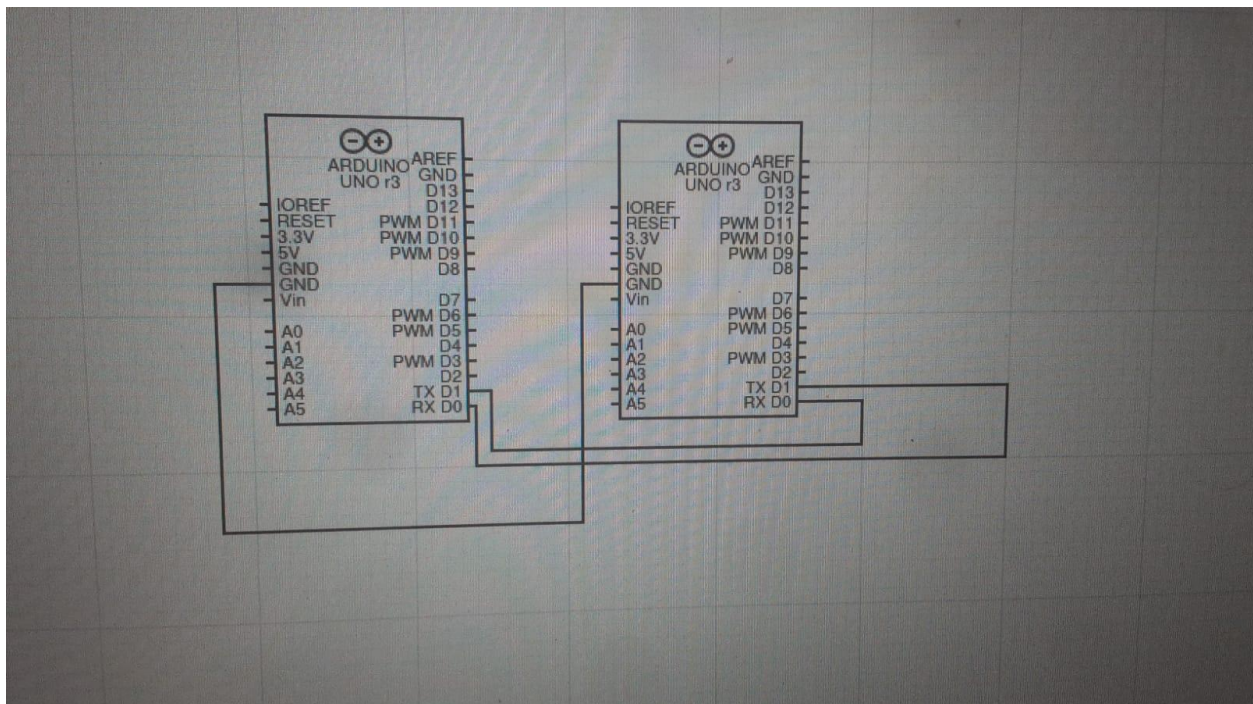 ARDUINO
UNO r3
AREF
GND
D13
D12
PWM D11
PWM D10
PWM D9
D8
D7
PWM D6
PWM D5
D4
PWM D3
D2
TX D1
RX D0
IOREF
RESET
3.3V
5V
GND
GND
Vin
A0
A1
A2
A3
A4
A5
ARDUINO
UNO r3
AREF
GND
D13
D12
PWM D11
PWM D10
PWM D9
D8
D7
PWM D6
PWM D5
D4
PWM D3
D2
TX D1
RX D0
IOREF
RESET
3.3V
5V
GND
GND
Vin
A0
A1
A2
A3
A4
A5